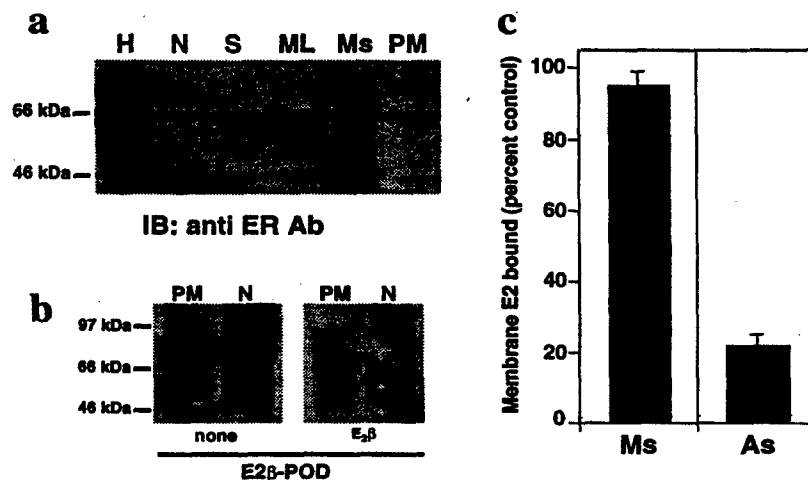 a
H N S ML Ms PM
66 kDa
46 kDa
IB: anti ER Ab
b
PM N PM N
97 kDa
66 kDa
46 kDa
none E₂β
E2β-POD
c
Membrane E2 bound (percent control)
100
80
60
40
20
0
Ms As